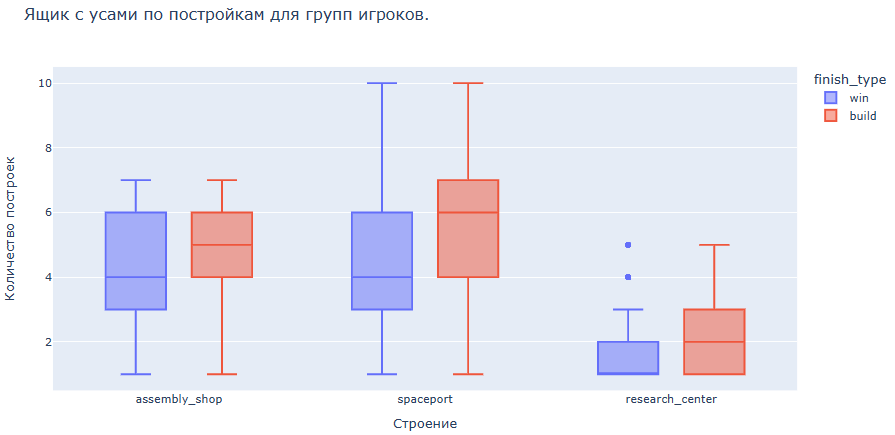 Ящик с усами по постройкам для групп игроков.
finish_type
win
build
Количество построек
10
8
6
4
2
assembly_shop
spaceport
research_center
Строение